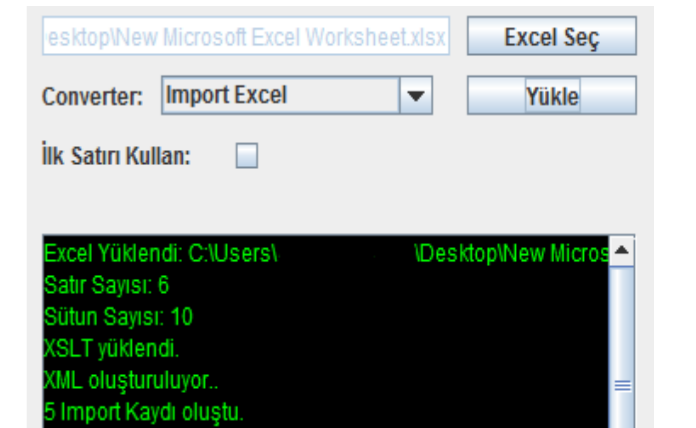 esktop\New Microsoft Excel Worksheet.xlsx Excel Seç
Converter: Import Excel Yükle
İlk Satırı Kullan:
Excel Yüklendi: C:\Users\ \Desktop\New Micros
Satır Sayısı: 6
Sütun Sayısı: 10
XSLT yüklendi.
XML oluşturuluyor..
5 Import Kaydı oluştu.